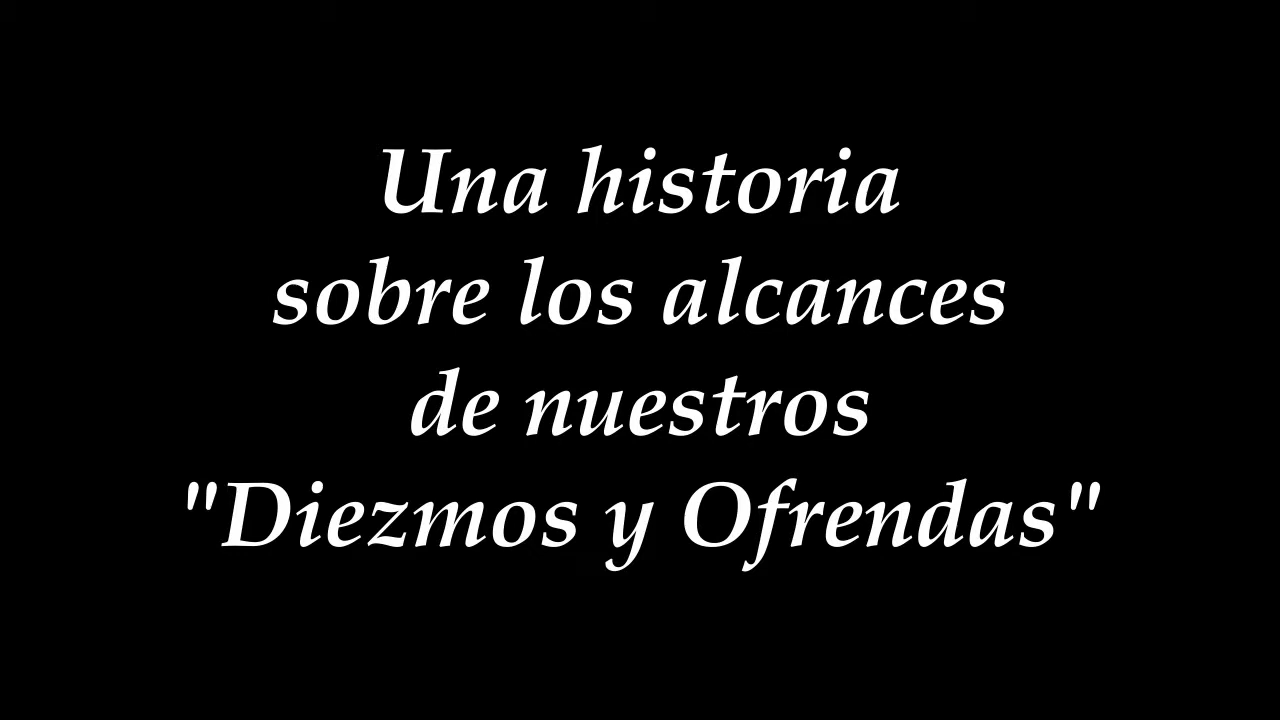 Una historia
sobre los alcances
de nuestros
"Diezmos y Ofrendas"